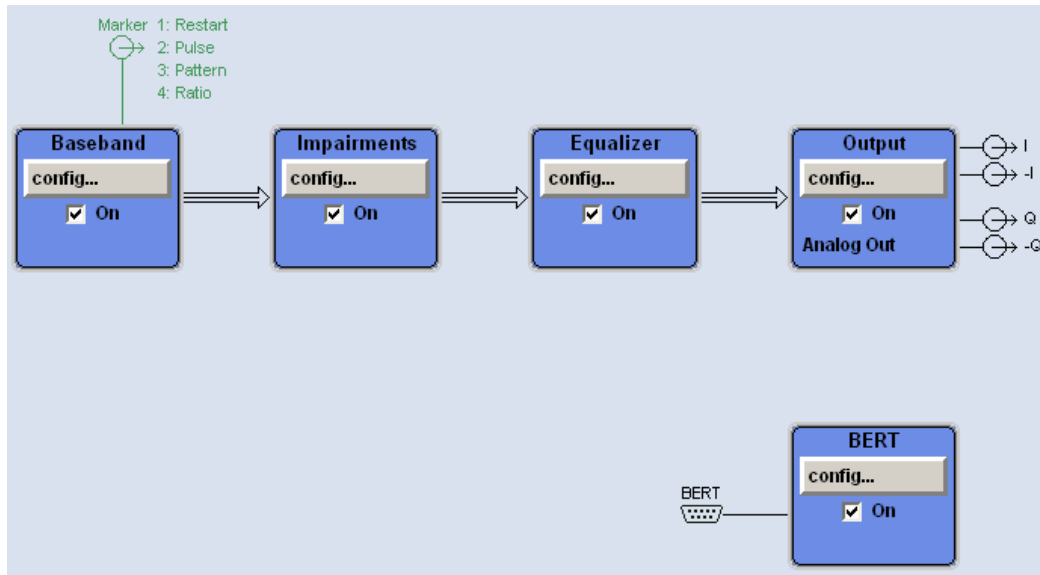 Marker 1: Restart
2: Pulse
3: Pattern
4: Ratio
Baseband
config...
On
Impairments
config...
On
Equalizer
config...
On
Output
config...
On
Analog Out
I
-I
Q
-Q
BERT
BERT
config...
On